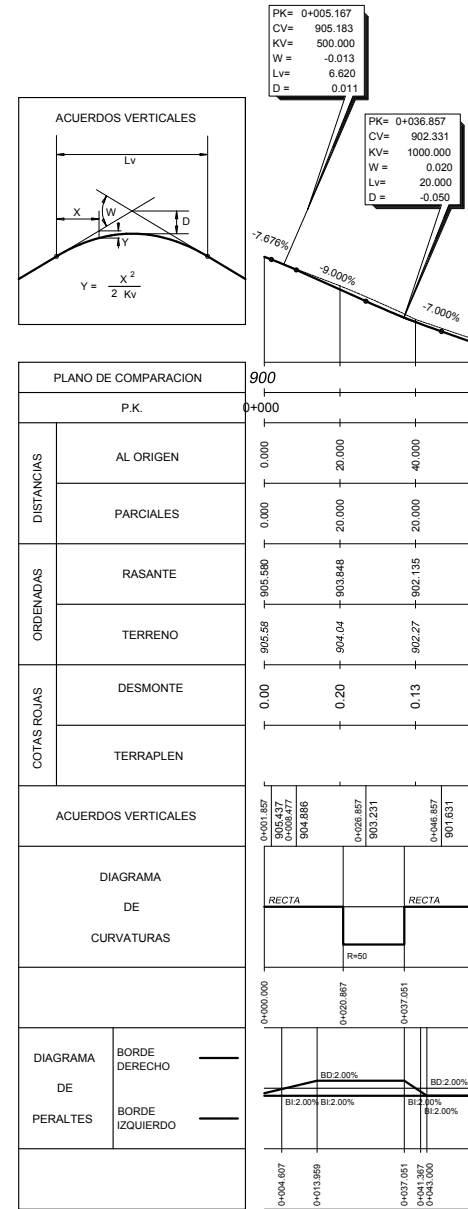 PK= 0+005.167
CV= 905.183
KV= 500.000
W = -0.013
Lv= 6.620
D = 0.011
PK= 0+036.857
CV= 902.331
KV= 1000.000
W = 0.020
Lv= 20.000
D = -0.050
ACUERDOS VERTICALES
Lv
X
W
D
Y
Y = X 2 / 2 Kv
-7.676%
-9.000%
-7.000%
PLANO DE COMPARACION 900
P.K. 0+000
DISTANCIAS
AL ORIGEN 0.000 20.000 40.000
PARCIALES 0.000 20.000 20.000
ORDENADAS
RASANTE 905.580 903.848 902.135
TERRENO 905.58 904.04 902.27
COTAS ROJAS
DESMONTE 0.00 0.20 0.13
TERRAPLEN
ACUERDOS VERTICALES
0+001.857
905.437
0+008.477
904.886
0+026.857
903.231
0+046.857
901.631
DIAGRAMA
DE
CURVATURAS
RECTA
R=50
RECTA
0+000.000
0+020.867
0+037.051
DIAGRAMA
DE
PERALTES
BORDE
DERECHO
BORDE
IZQUIERDO
BD:2.00%
BD:2.00%
BI:2.00% BI:2.00%
BI:2.00%
BI:2.00%
0+004.607
0+013.959
0+037.051
0+041.367
0+043.000